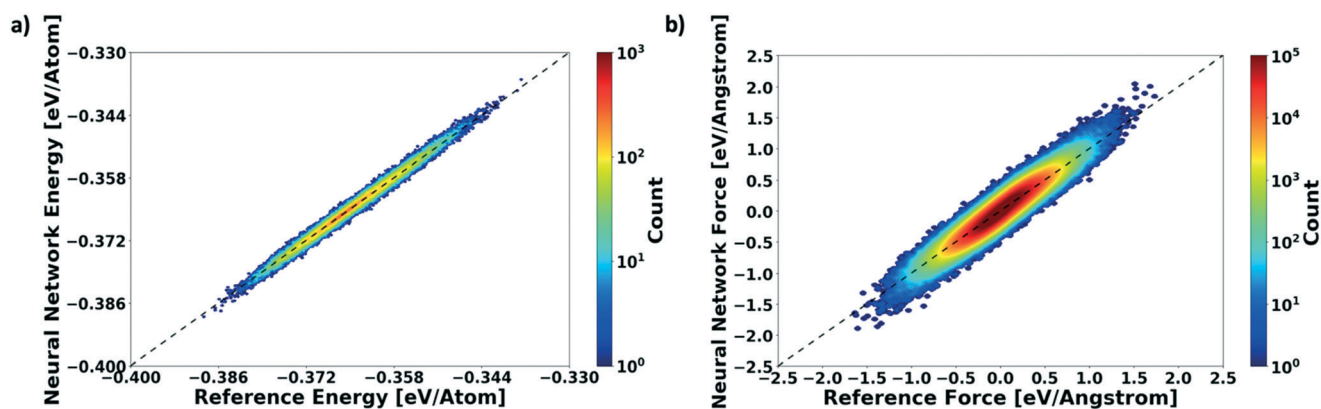 a)
Neural Network Energy [eV/Atom]
−0.330
−0.344
−0.358
−0.372
−0.386
−0.400
−0.400 −0.386 −0.372 −0.358 −0.344 −0.330
Reference Energy [eV/Atom]
10³
10²
10¹
10⁰
Count
b)
Neural Network Force [eV/Angstrom]
2.5
2.0
1.5
1.0
0.5
0.0
−0.5
−1.0
−1.5
−2.0
−2.5
−2.5 −2.0 −1.5 −1.0 −0.5 0.0 0.5 1.0 1.5 2.0 2.5
Reference Force [eV/Angstrom]
10⁵
10⁴
10³
10²
10¹
10⁰
Count